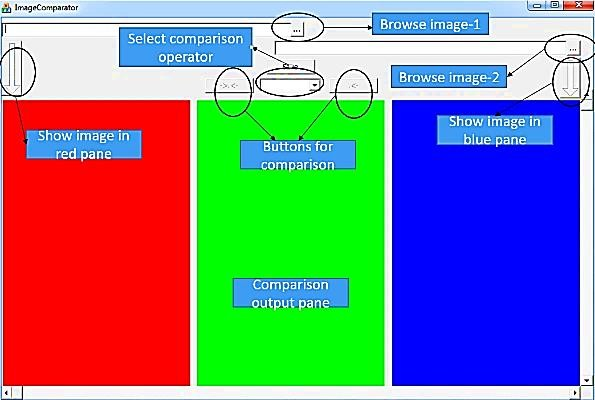 ImageComparator
Browse image-1
...
Select comparison
operator
...
Browse image-2
->. <-
. <-
Show image in
red pane
Buttons for
comparison
Show image in
blue pane
Comparison
output pane